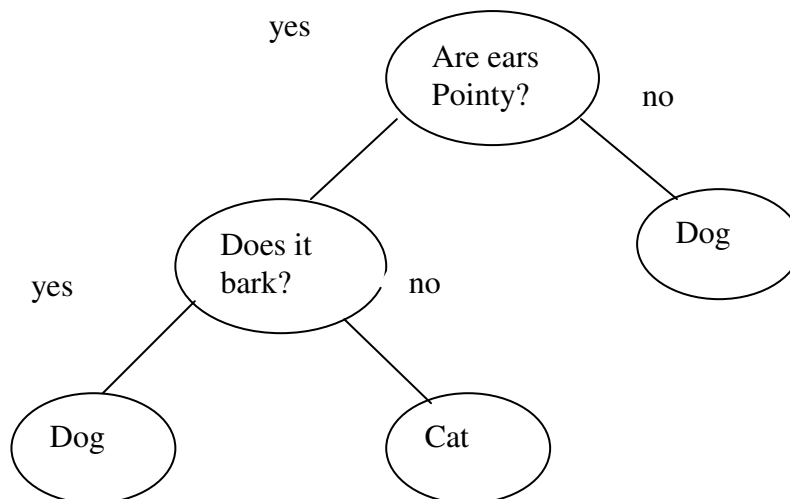 yes
Are ears
Pointy?
no
Does it
bark?
Dog
yes
no
Dog
Cat